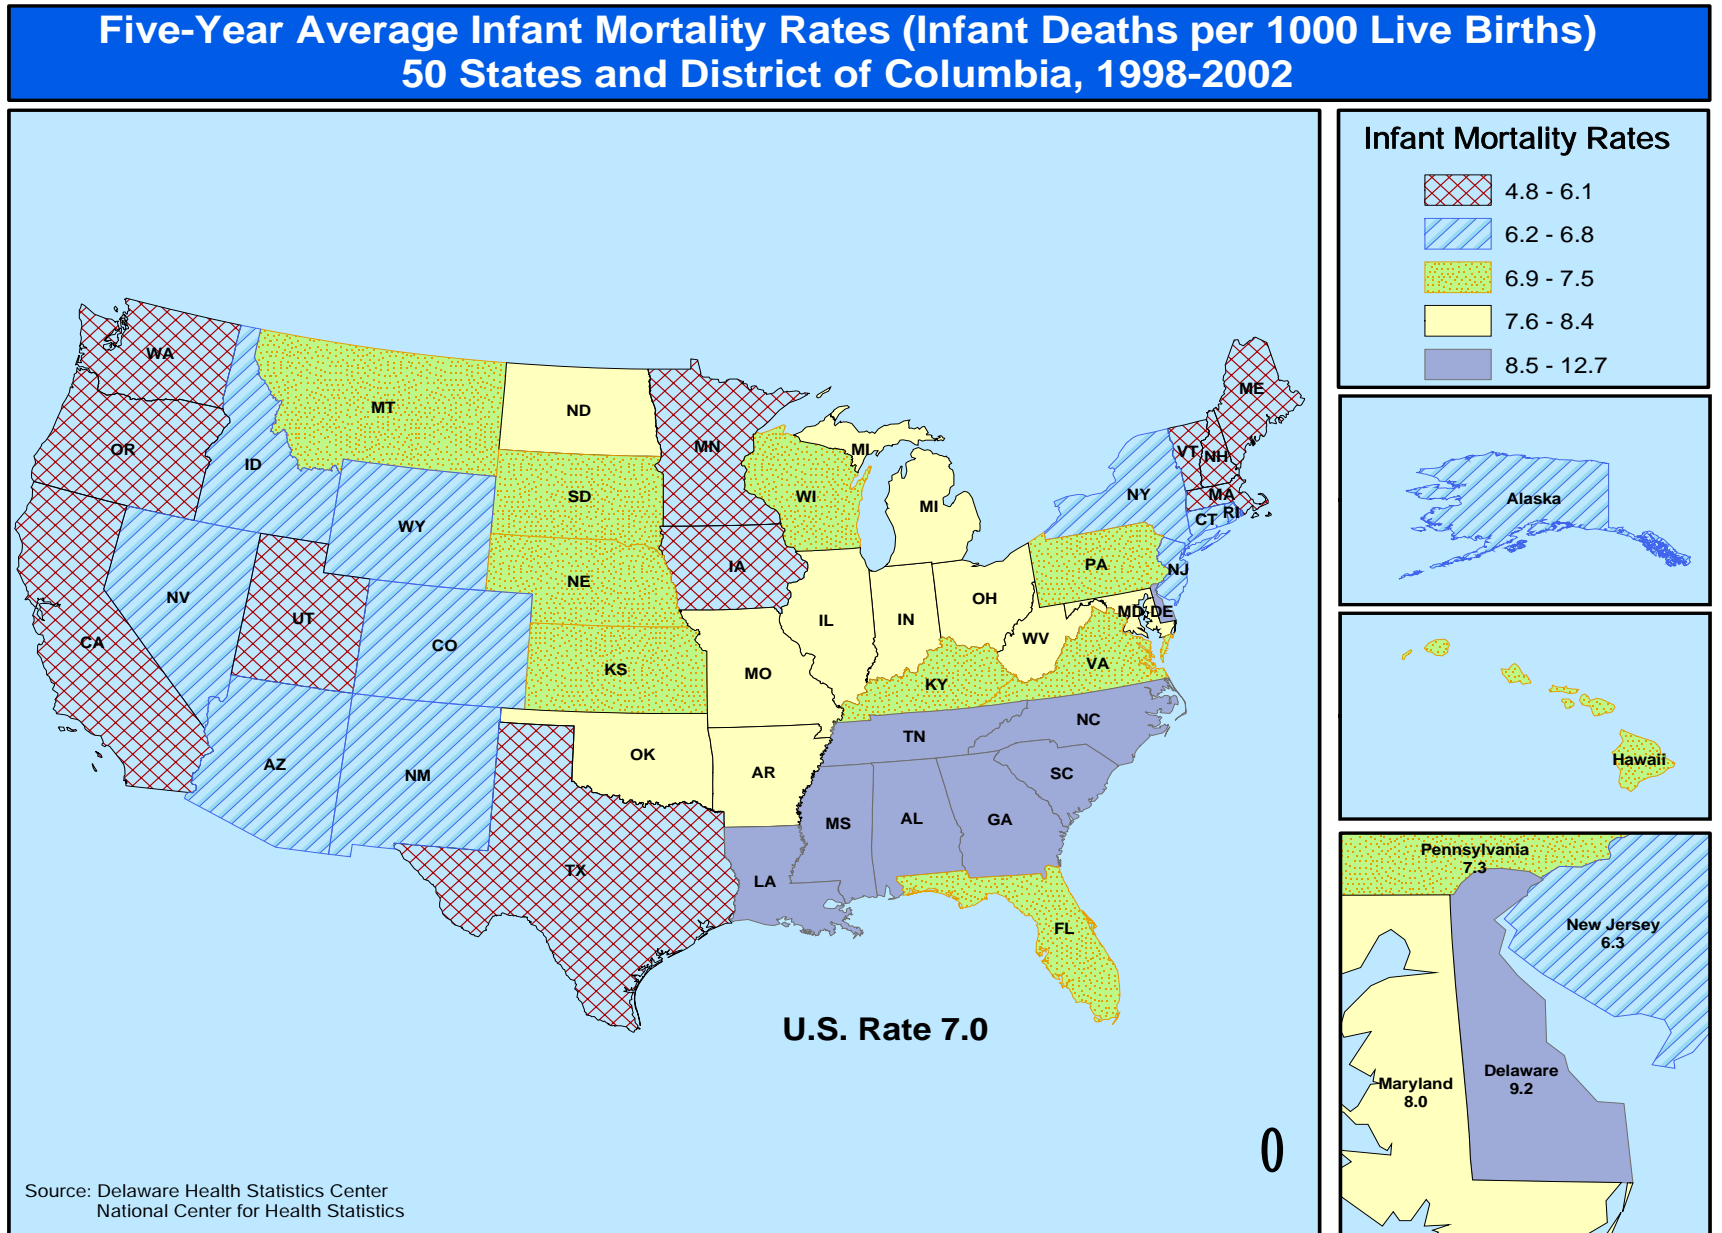 Five-Year Average Infant Mortality Rates (Infant Deaths per 1000 Live Births)
50 States and District of Columbia, 1998-2002
Infant Mortality Rates
4.8 - 6.1
6.2 - 6.8
6.9 - 7.5
7.6 - 8.4
8.5 - 12.7
WA
MT
ND
MN
ME
OR
ID
SD
WI
MI
VT
NH
WY
MI
NY
MA
CT
RI
NV
UT
NE
IA
PA
NJ
CA
CO
KS
MO
IL
IN
OH
WV
MD
DE
VA
KY
AZ
NM
OK
AR
TN
NC
SC
MS
AL
GA
TX
LA
FL
U.S. Rate 7.0
0
Source: Delaware Health Statistics Center
National Center for Health Statistics
Alaska
Hawaii
Pennsylvania
7.3
New Jersey
6.3
Delaware
9.2
Maryland
8.0